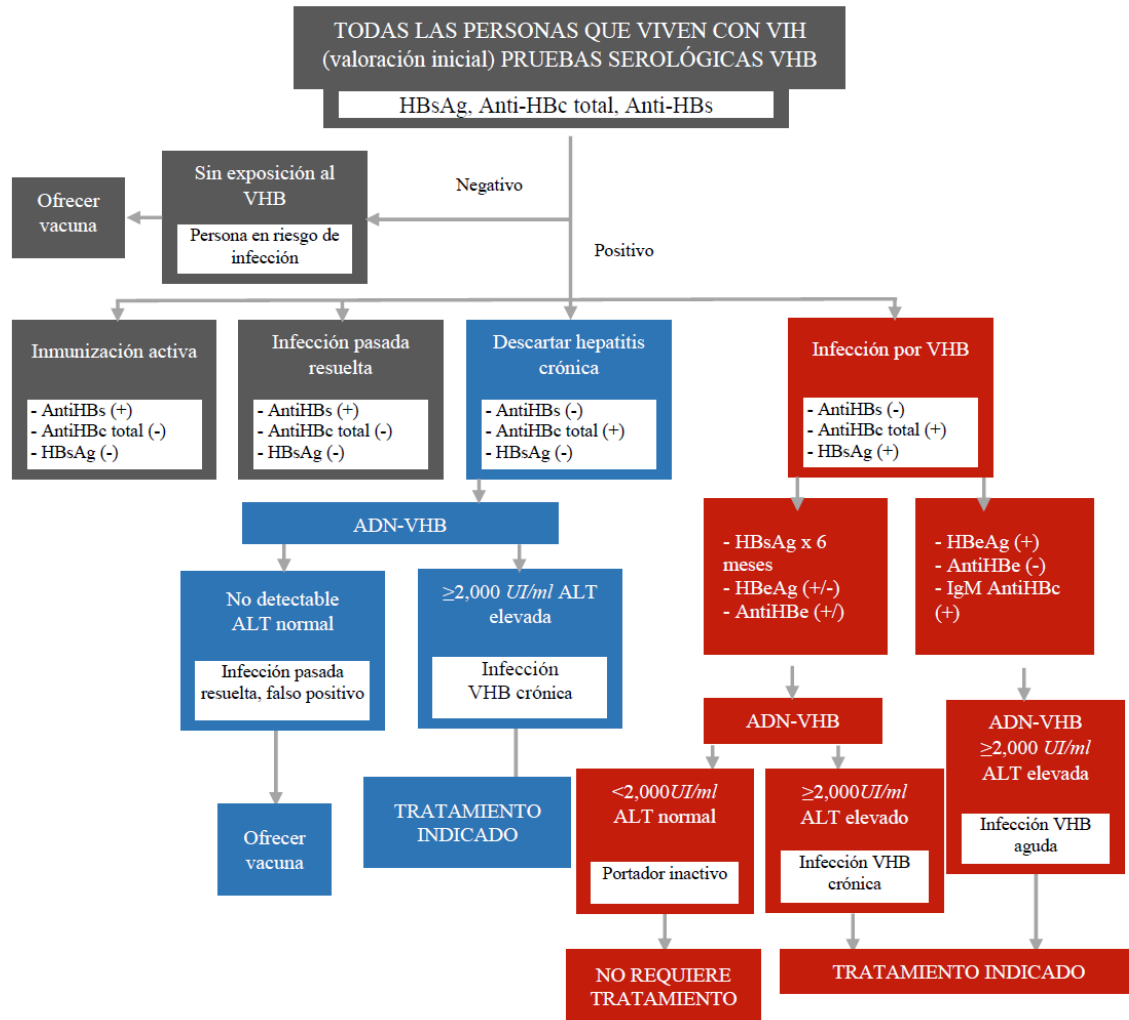 TODAS LAS PERSONAS QUE VIVEN CON VIH
(valoración inicial) PRUEBAS SEROLÓGICAS VHB
HBsAg, Anti-HBc total, Anti-HBs
Negativo
Sin exposición al
VHB
Persona en riesgo de
infección
Ofrecer
vacuna
Positivo
Inmunización activa
- AntiHBs (+)
- AntiHBc total (-)
- HBsAg (-)
Infección pasada
resuelta
- AntiHBs (+)
- AntiHBc total (-)
- HBsAg (-)
Descartar hepatitis
crónica
- AntiHBs (-)
- AntiHBc total (+)
- HBsAg (-)
Infección por VHB
- AntiHBs (-)
- AntiHBc total (+)
- HBsAg (+)
ADN-VHB
No detectable
ALT normal
Infección pasada
resuelta, falso positivo
Ofrecer
vacuna
≥2,000 UI/ml ALT
elevada
Infección
VHB crónica
TRATAMIENTO
INDICADO
- HBsAg x 6
meses
- HBeAg (+/-)
- AntiHBe (+/)
- HBeAg (+)
- AntiHBe (-)
- IgM AntiHBc
(+)
ADN-VHB
<2,000UI/ml
ALT normal
Portador inactivo
≥2,000UI/ml
ALT elevado
Infección VHB
crónica
ADN-VHB
≥2,000 UI/ml
ALT elevada
Infección VHB
aguda
NO REQUIERE
TRATAMIENTO
TRATAMIENTO INDICADO